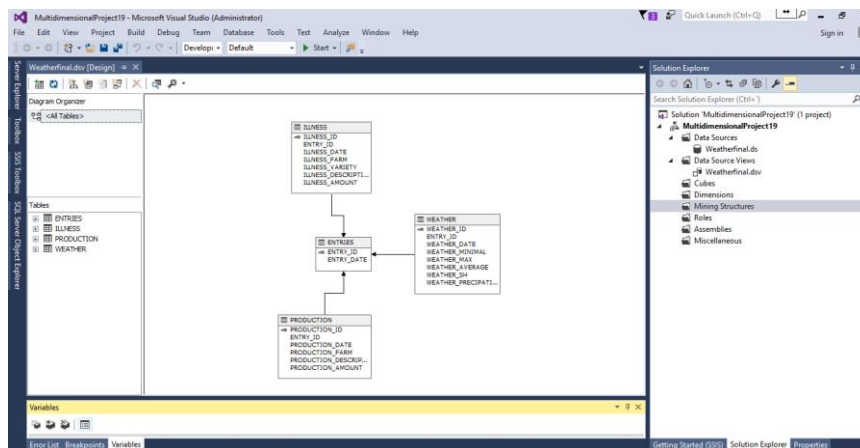 MultidimensionalProject19 - Microsoft Visual Studio (Administrator)
Quick Launch (Ctrl+Q)
File Edit View Project Build Debug Team Database Tools Test Analyze Window Help
Sign in
Developi Default Start
Weatherfinal.dsv [Design]
Server Explorer
Toolbox
SSIS Toolbox
SQL Server Object Explorer
Diagram Organizer
<All Tables>
Tables
ENTRIES
ILLNESS
PRODUCTION
WEATHER
ILLNESS
ILLNESS_ID
ENTRY_ID
ILLNESS_DATE
ILLNESS_FARM
ILLNESS_VARIETY
ILLNESS_DESCRIPTI...
ILLNESS_AMOUNT
ENTRIES
ENTRY_ID
ENTRY_DATE
WEATHER
WEATHER_ID
ENTRY_ID
WEATHER_DATE
WEATHER_MINIMAL
WEATHER_MAX
WEATHER_AVERAGE
WEATHER_SH
WEATHER_PRECIPATI...
PRODUCTION
PRODUCTION_ID
ENTRY_ID
PRODUCTION_DATE
PRODUCTION_FARM
PRODUCTION_DESCRIP...
PRODUCTION_AMOUNT
Solution Explorer
Search Solution Explorer (Ctrl+')
Solution 'MultidimensionalProject19' (1 project)
MultidimensionalProject19
Data Sources
Weatherfinal.ds
Data Source Views
Weatherfinal.dsv
Cubes
Dimensions
Mining Structures
Roles
Assemblies
Miscellaneous
Variables
Error List Breakpoints Variables
Getting Started (SSIS) Solution Explorer Properties